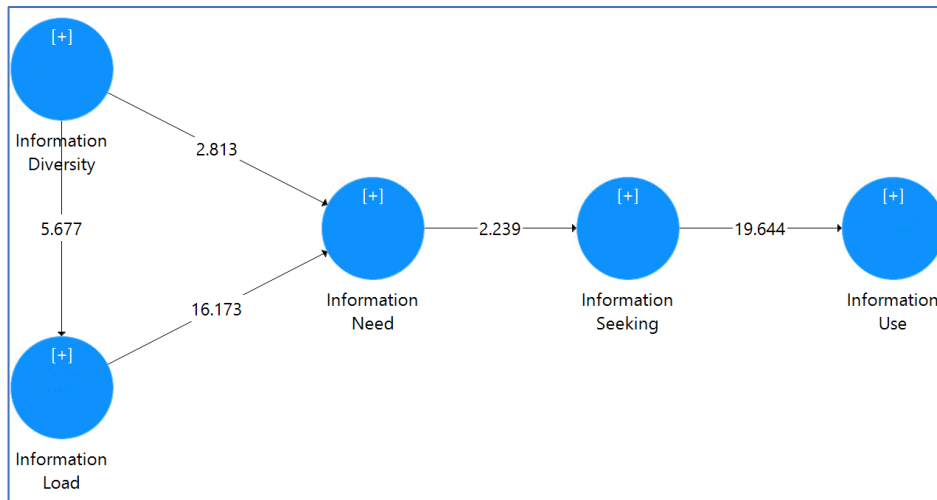 [+]
Information
Diversity
2.813
5.677
[+]
Information
Need
2.239
[+]
Information
Seeking
19.644
[+]
Information
Use
16.173
[+]
Information
Load